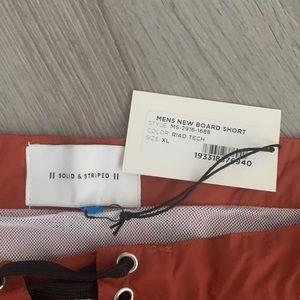 MENS NEW BOARD SHORT
STYLE: MS-2916-1688
COLOR: RIAD TECH
SIZE: XL
|| SOLID & STRIPED ||